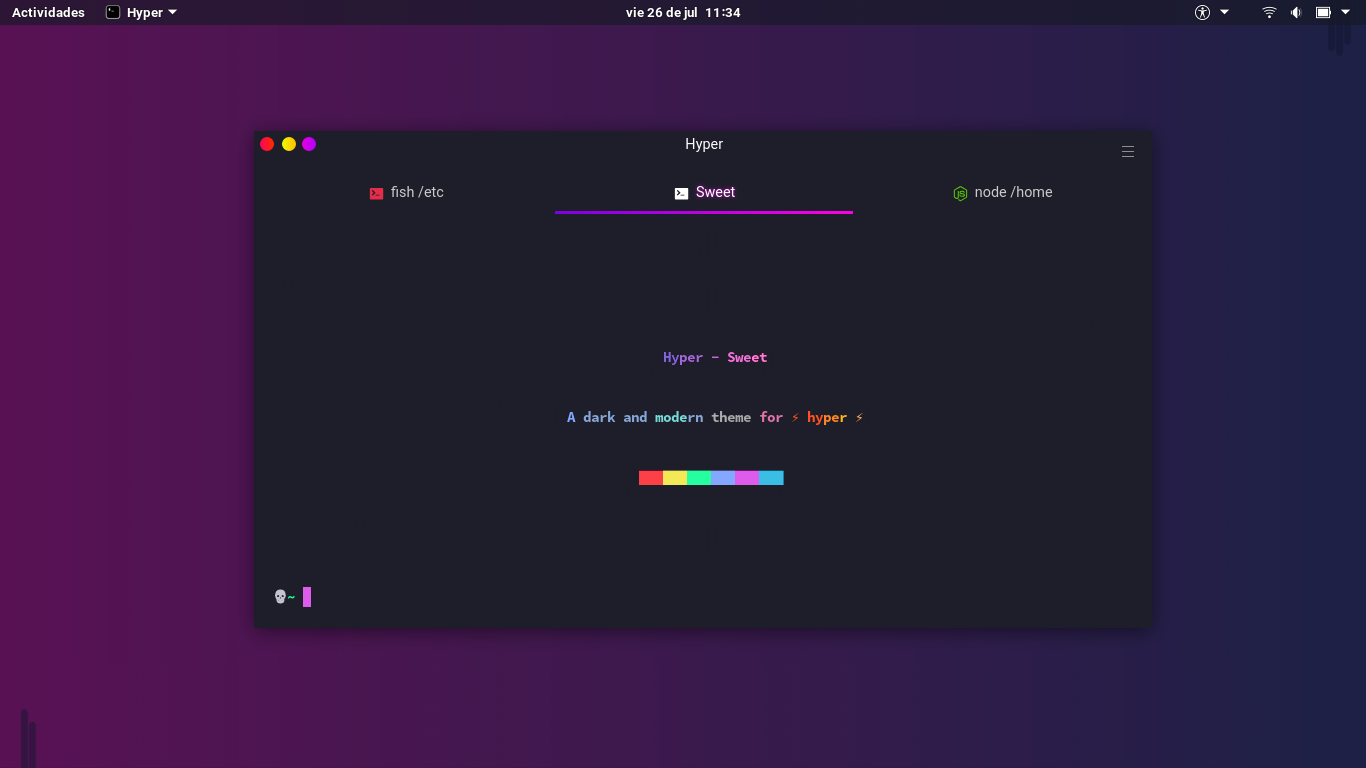 Actividades Hyper vie 26 de jul 11:34
Hyper
fish /etc Sweet node /home
Hyper - Sweet
A dark and modern theme for ⚡ hyper ⚡
💀~